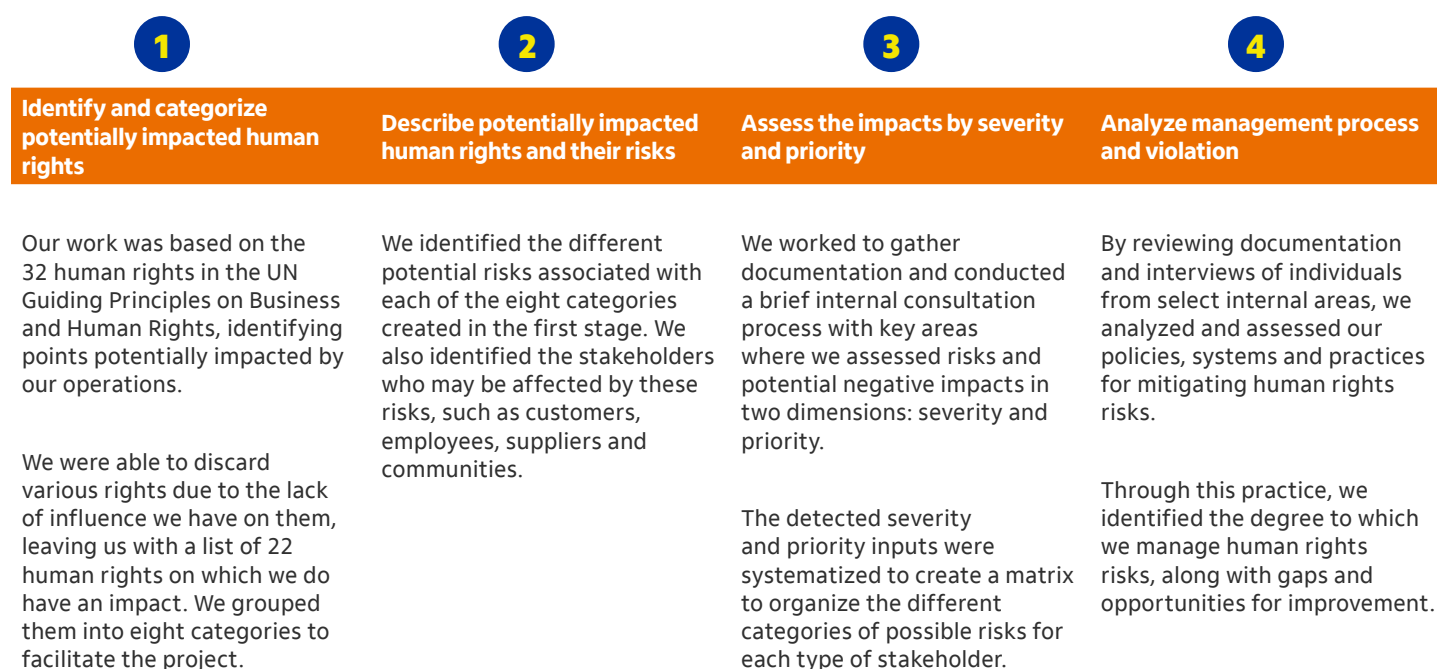 1
Identify and categorize
potentially impacted human
rights
Our work was based on the
32 human rights in the UN
Guiding Principles on Business
and Human Rights, identifying
points potentially impacted by
our operations.
We were able to discard
various rights due to the lack
of influence we have on them,
leaving us with a list of 22
human rights on which we do
have an impact. We grouped
them into eight categories to
facilitate the project.
2
Describe potentially impacted
human rights and their risks
We identified the different
potential risks associated with
each of the eight categories
created in the first stage. We
also identified the stakeholders
who may be affected by these
risks, such as customers,
employees, suppliers and
communities.
3
Assess the impacts by severity
and priority
We worked to gather
documentation and conducted
a brief internal consultation
process with key areas
where we assessed risks and
potential negative impacts in
two dimensions: severity and
priority.
The detected severity
and priority inputs were
systematized to create a matrix
to organize the different
categories of possible risks for
each type of stakeholder.
4
Analyze management process
and violation
By reviewing documentation
and interviews of individuals
from select internal areas, we
analyzed and assessed our
policies, systems and practices
for mitigating human rights
risks.
Through this practice, we
identified the degree to which
we manage human rights
risks, along with gaps and
opportunities for improvement.